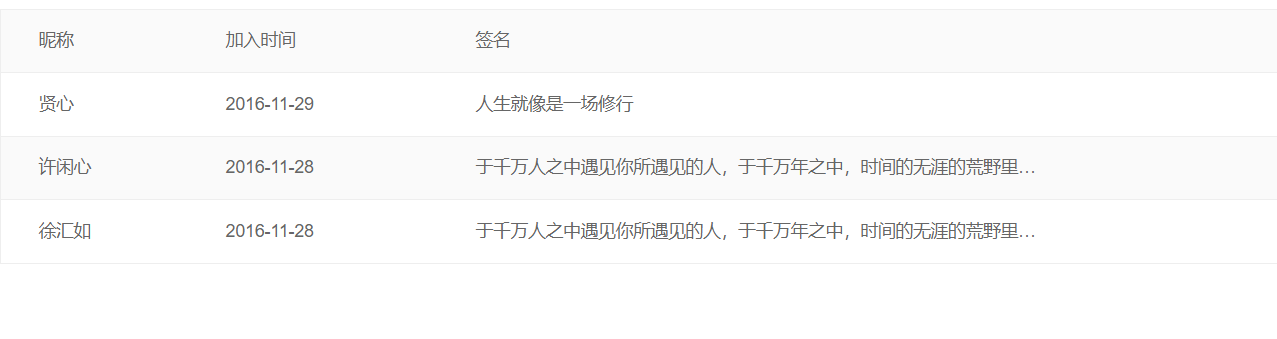 昵称 加入时间 签名
贤心 2016-11-29 人生就像是一场修行
许闲心 2016-11-28 于千万人之中遇见你所遇见的人，于千万年之中，时间的无涯的荒野里…
徐汇如 2016-11-28 于千万人之中遇见你所遇见的人，于千万年之中，时间的无涯的荒野里…